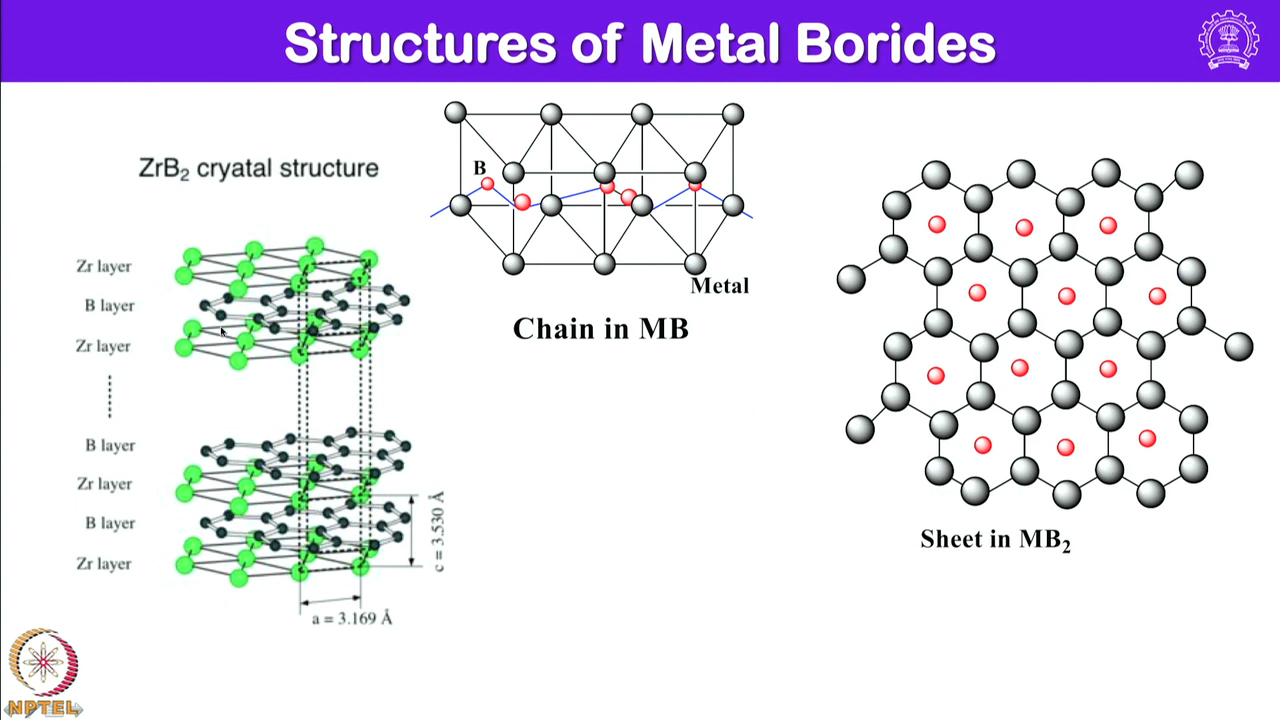 Structures of Metal Borides
ZrB₂ cryatal structure
Zr layer
B layer
Zr layer
B layer
Zr layer
B layer
Zr layer
c = 3.530 Å
a = 3.169 Å
B
Metal
Chain in MB
Sheet in MB₂
NPTEL